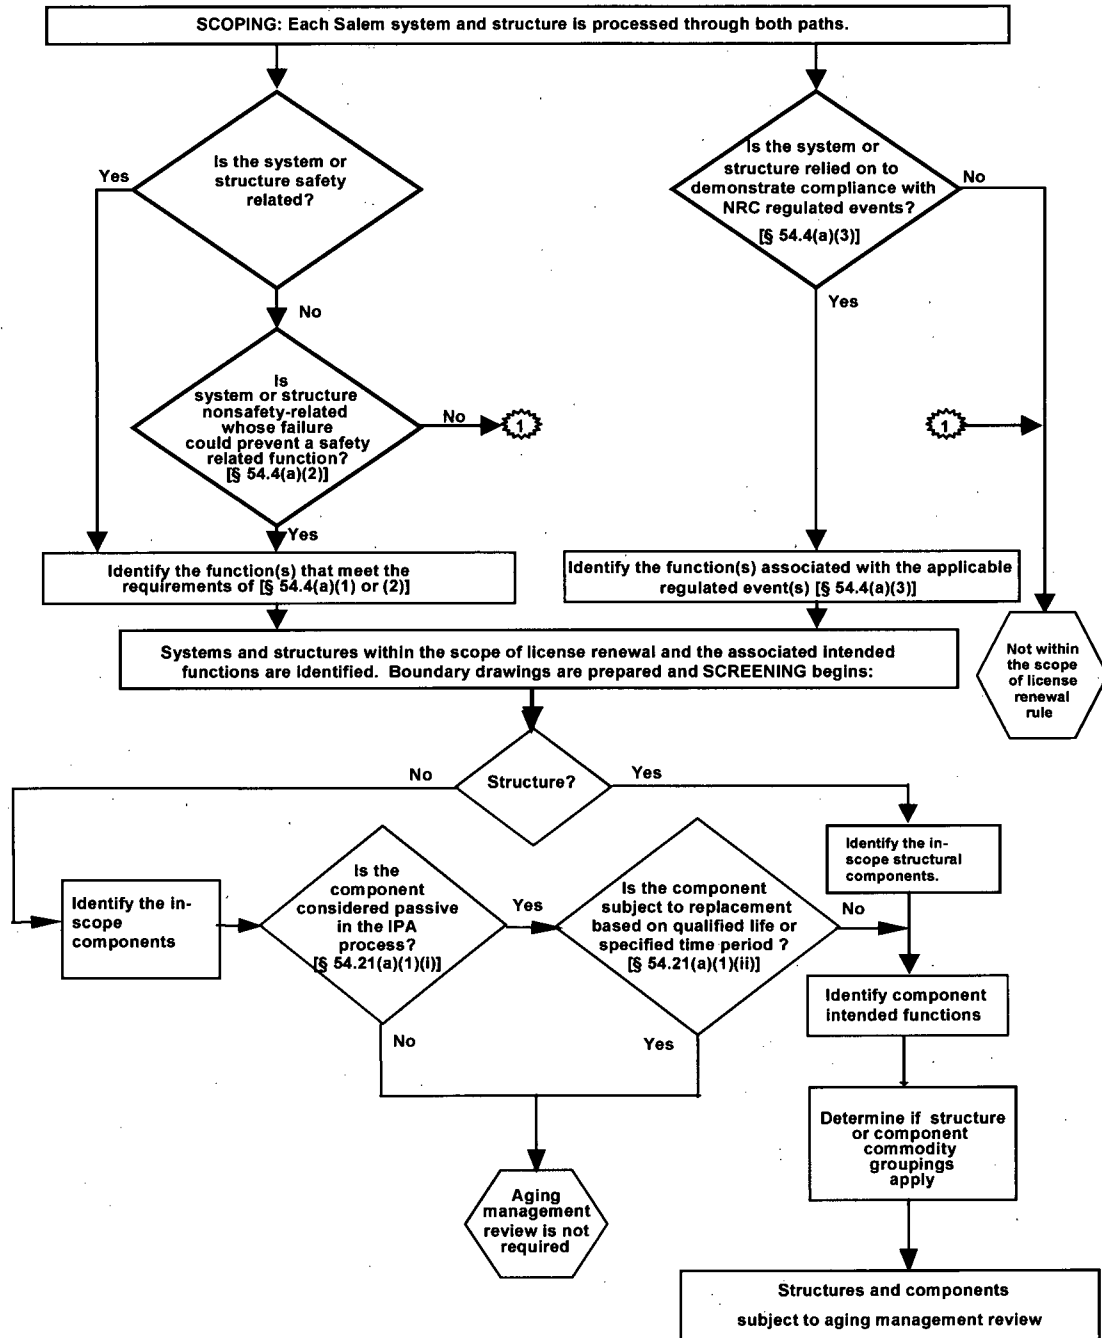 SCOPING: Each Salem system and structure is processed through both paths.
Is the system or
structure safety
related?
Yes
No
Is
system or structure
nonsafety-related
whose failure
could prevent a safety
related function?
[§ 54.4(a)(2)]
No
1
Yes
Is the system or
structure relied on to
demonstrate compliance with
NRC regulated events?
[§ 54.4(a)(3)]
No
Yes
1
Identify the function(s) that meet the
requirements of [§ 54.4(a)(1) or (2)]
Identify the function(s) associated with the applicable
regulated event(s) [§ 54.4(a)(3)]
Not within
the scope
of license
renewal
rule
Systems and structures within the scope of license renewal and the associated intended
functions are identified. Boundary drawings are prepared and SCREENING begins:
Structure?
No
Yes
Identify the in-
scope structural
components.
Identify the in-
scope
components
Is the
component
considered passive
in the IPA
process?
[§ 54.21(a)(1)(i)]
Yes
No
Is the component
subject to replacement
based on qualified life or
specified time period ?
[§ 54.21(a)(1)(ii)]
No
Yes
Identify component
intended functions
Determine if structure
or component
commodity
groupings
apply
Aging
management
review is not
required
Structures and components
subject to aging management review